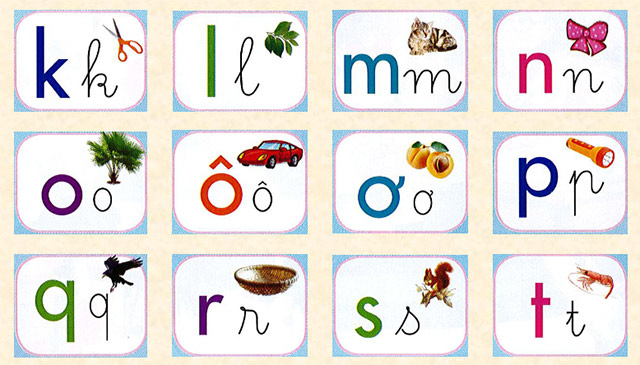 k k l l m m n n
o o ô ô ơ ơ p p
q q r r s s t t